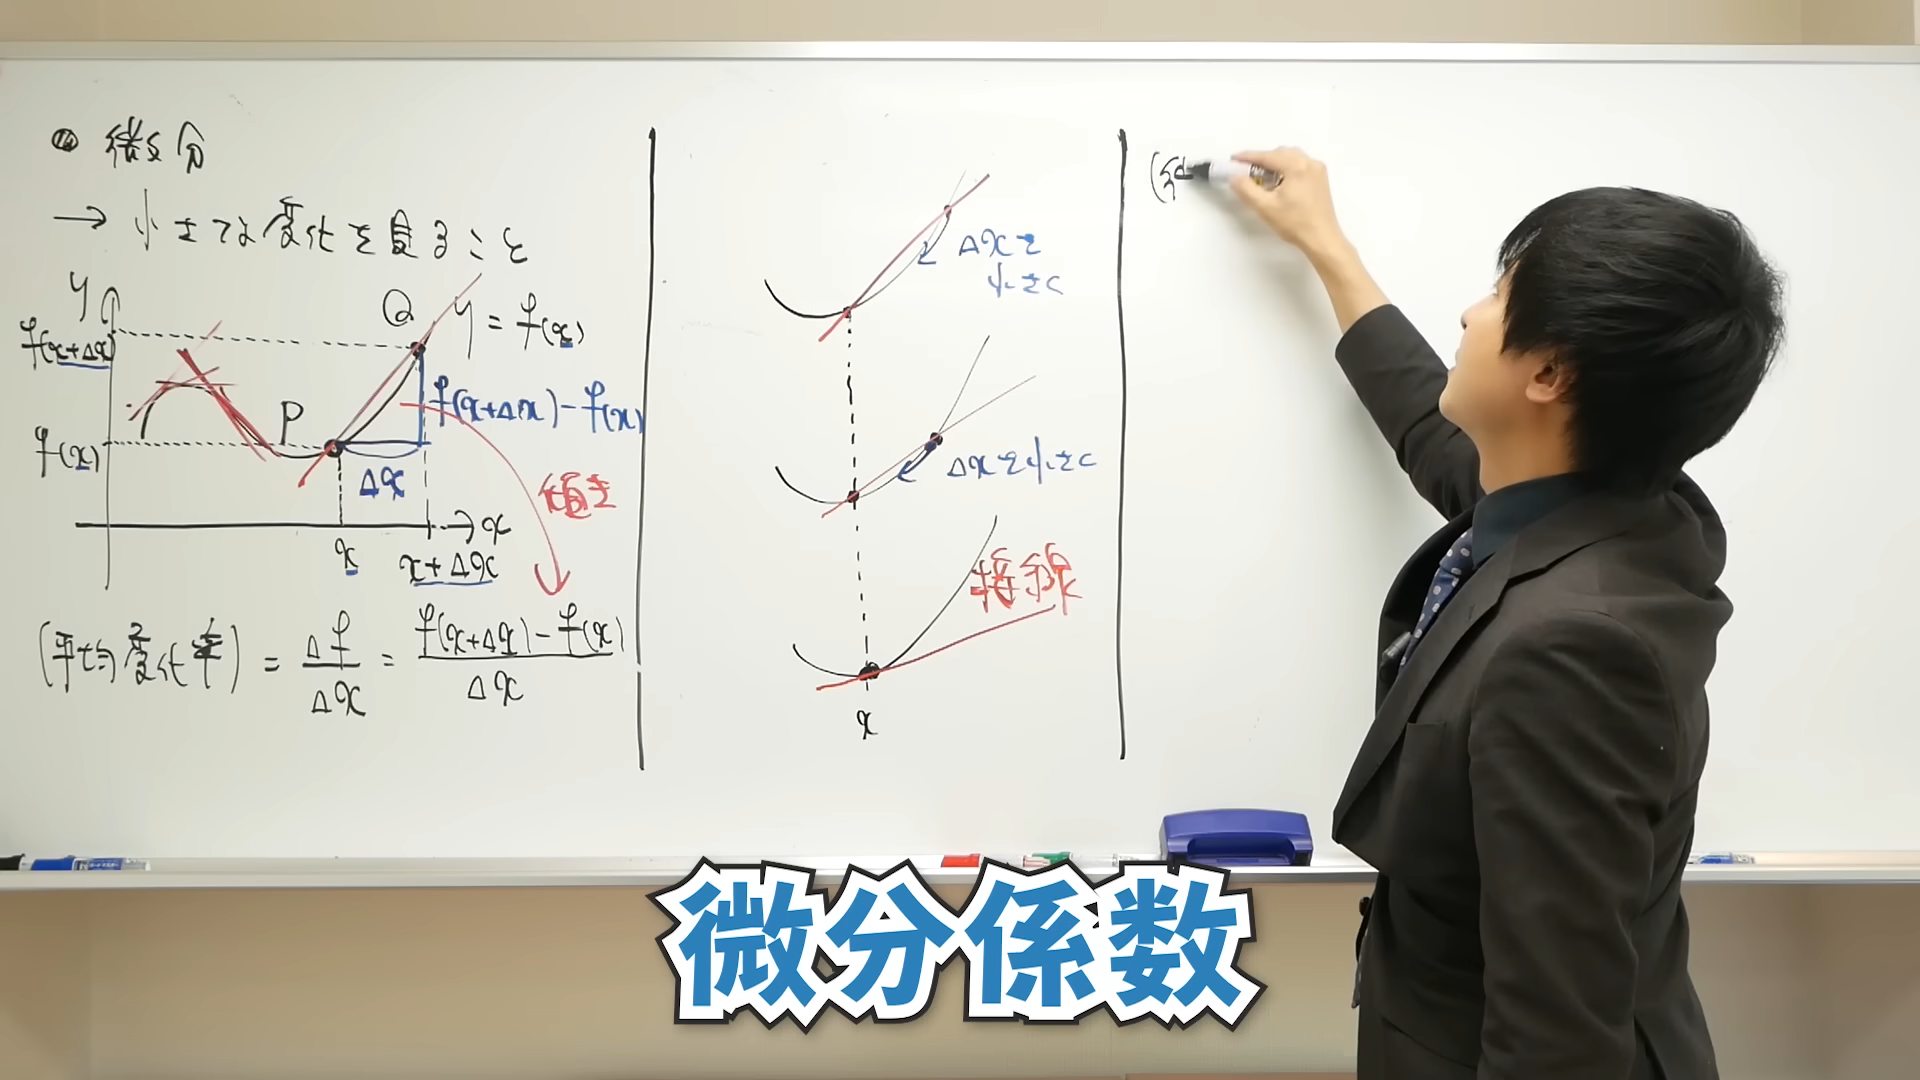 ● 微分
→ 小さな変化を見ること
y
Q
y = f(x)
f(x+Δx)
f(x+Δx)-f(x)
P
f(x)
Δx
傾き
x
x
x+Δx
(平均変化率) = Δf/Δx = f(x+Δx)-f(x)/Δx
Δxを
小さく
Δxを小さく
接線
x
微分係数